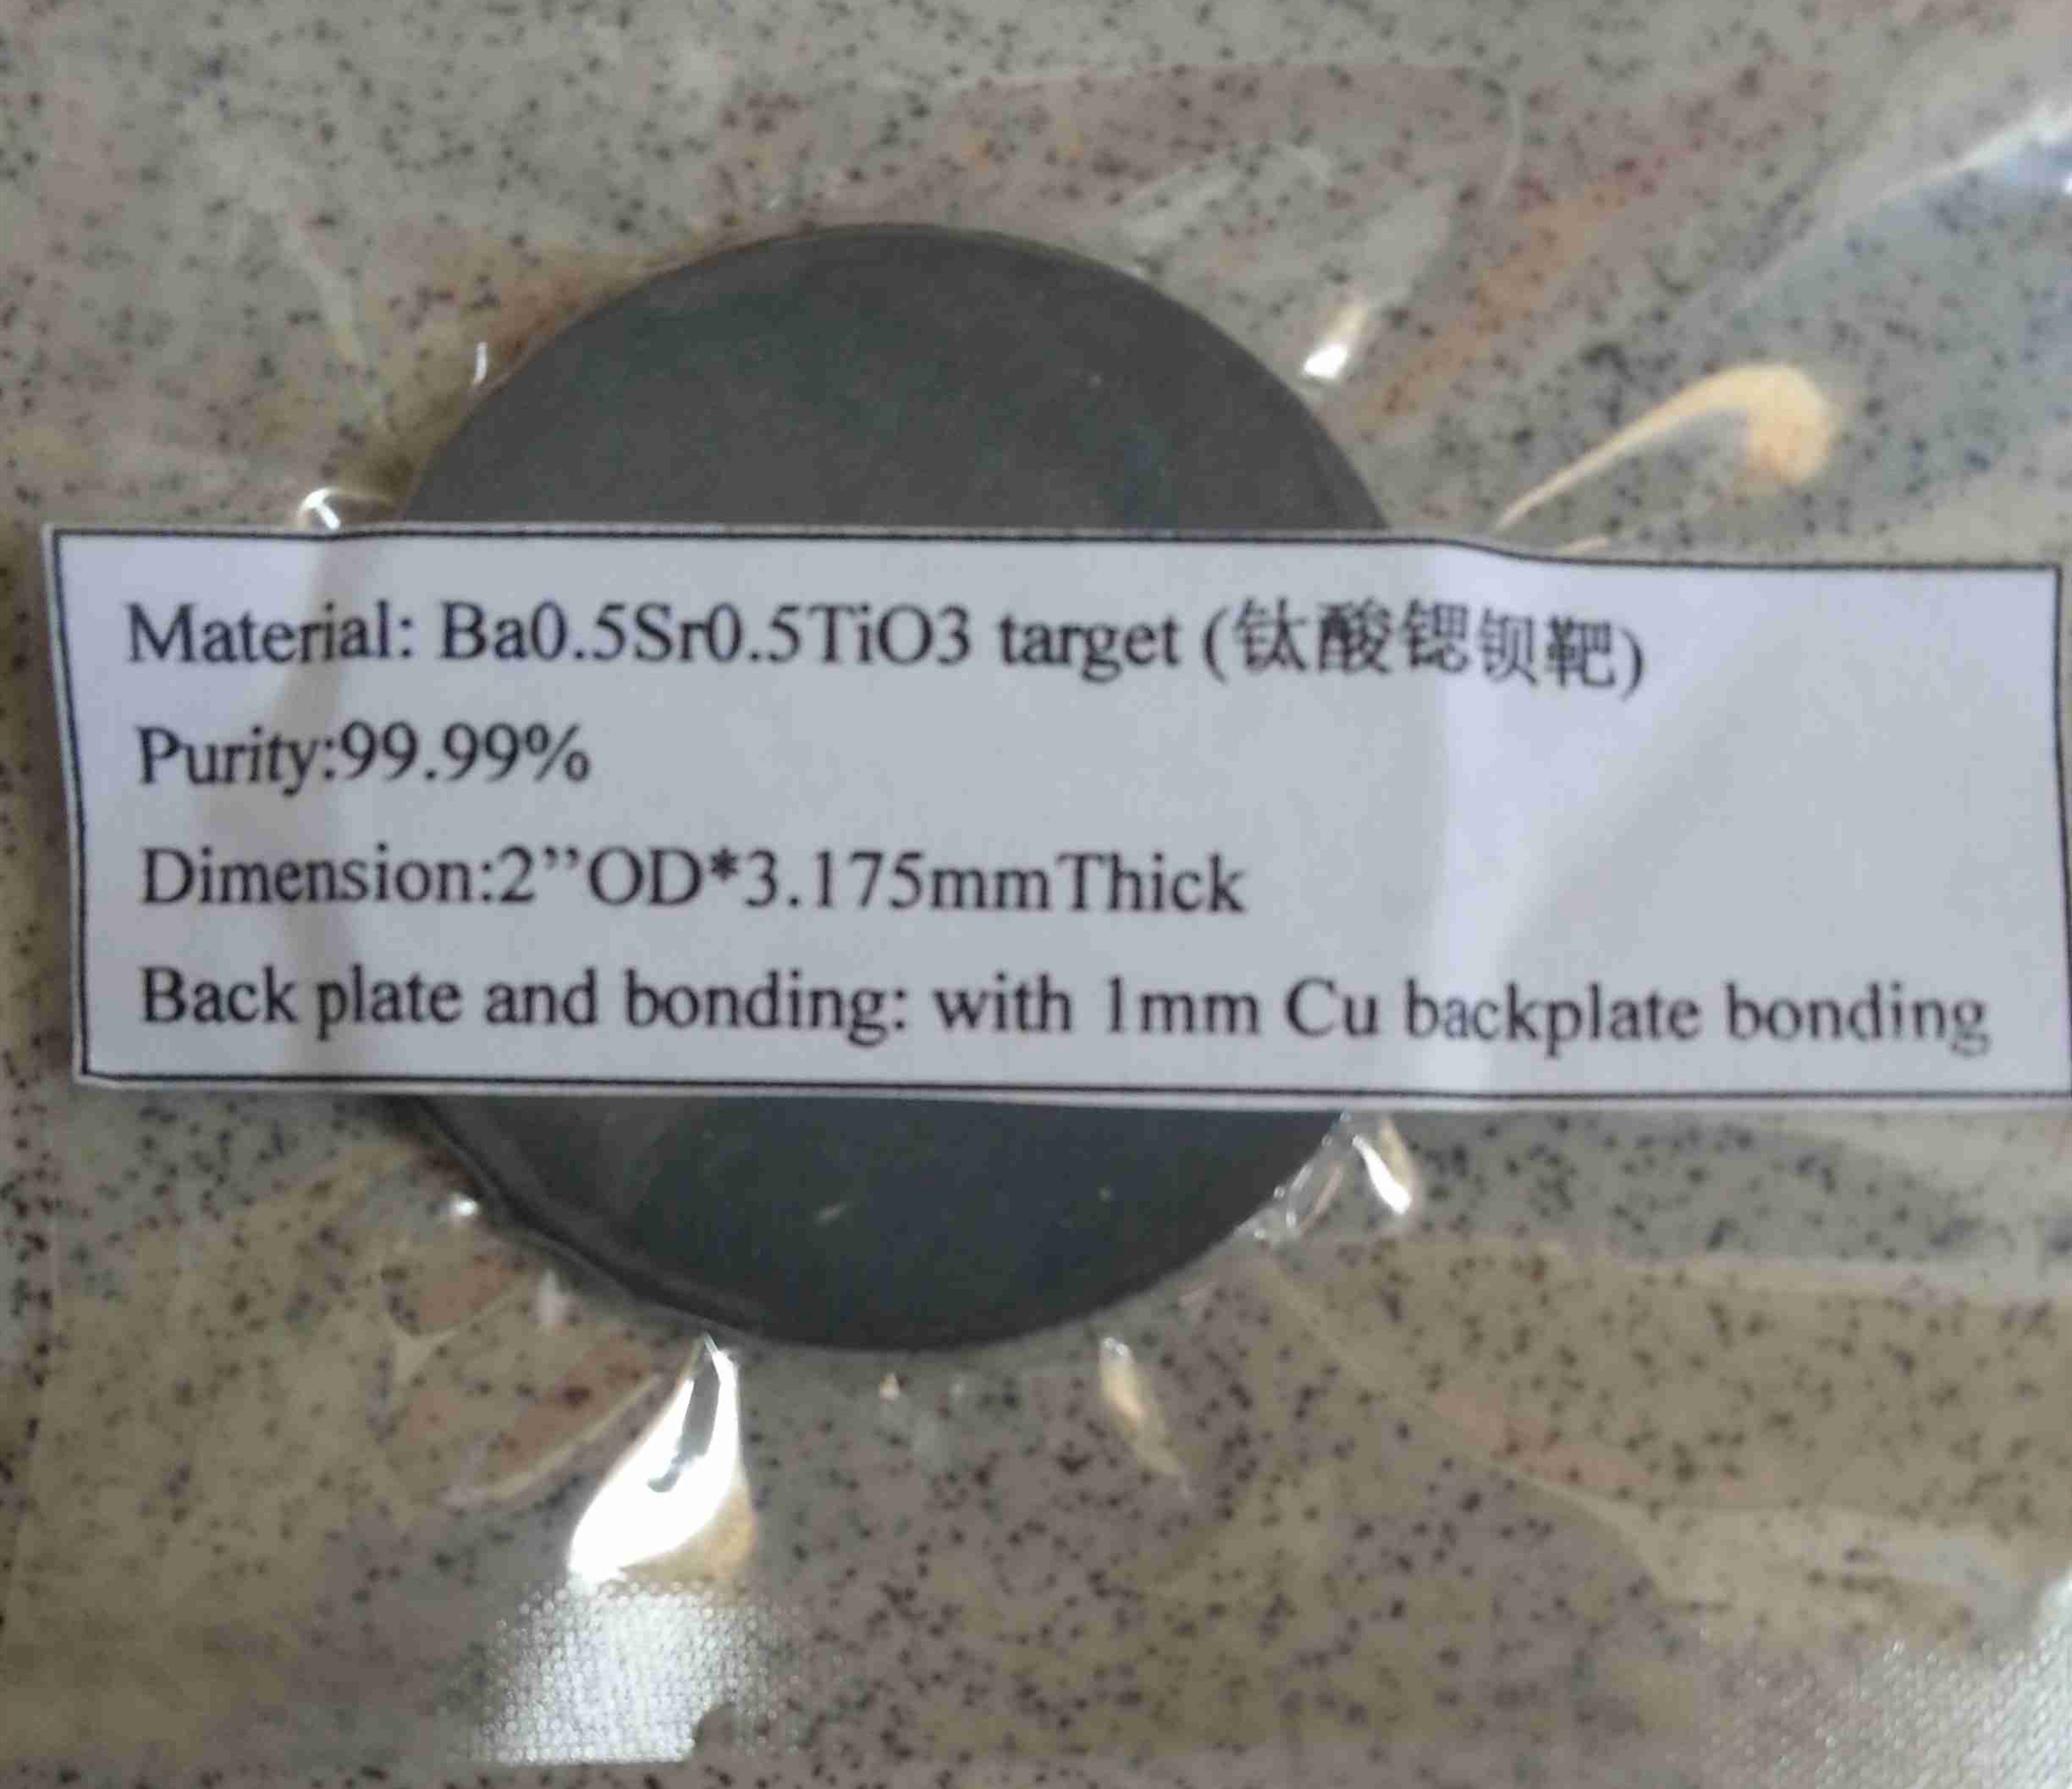 Material: Ba0.5Sr0.5TiO3 target (钛酸锶钡靶)
Purity:99.99%
Dimension:2”OD*3.175mmThick
Back plate and bonding: with 1mm Cu backplate bonding